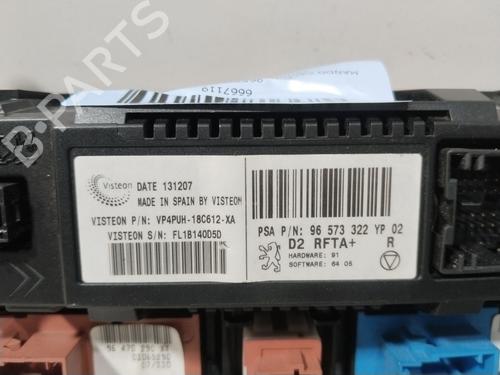 B-PARTS
6667119
Visteon
DATE 131207
MADE IN SPAIN BY VISTEON
VISTEON P/N: VP4PUH-18C612-XA
VISTEON S/N: FL1B140D5D
PSA P/N: 96 573 322 YP 02
D2 RFTA+ R
HARDWARE: 91
SOFTWARE: 64 05